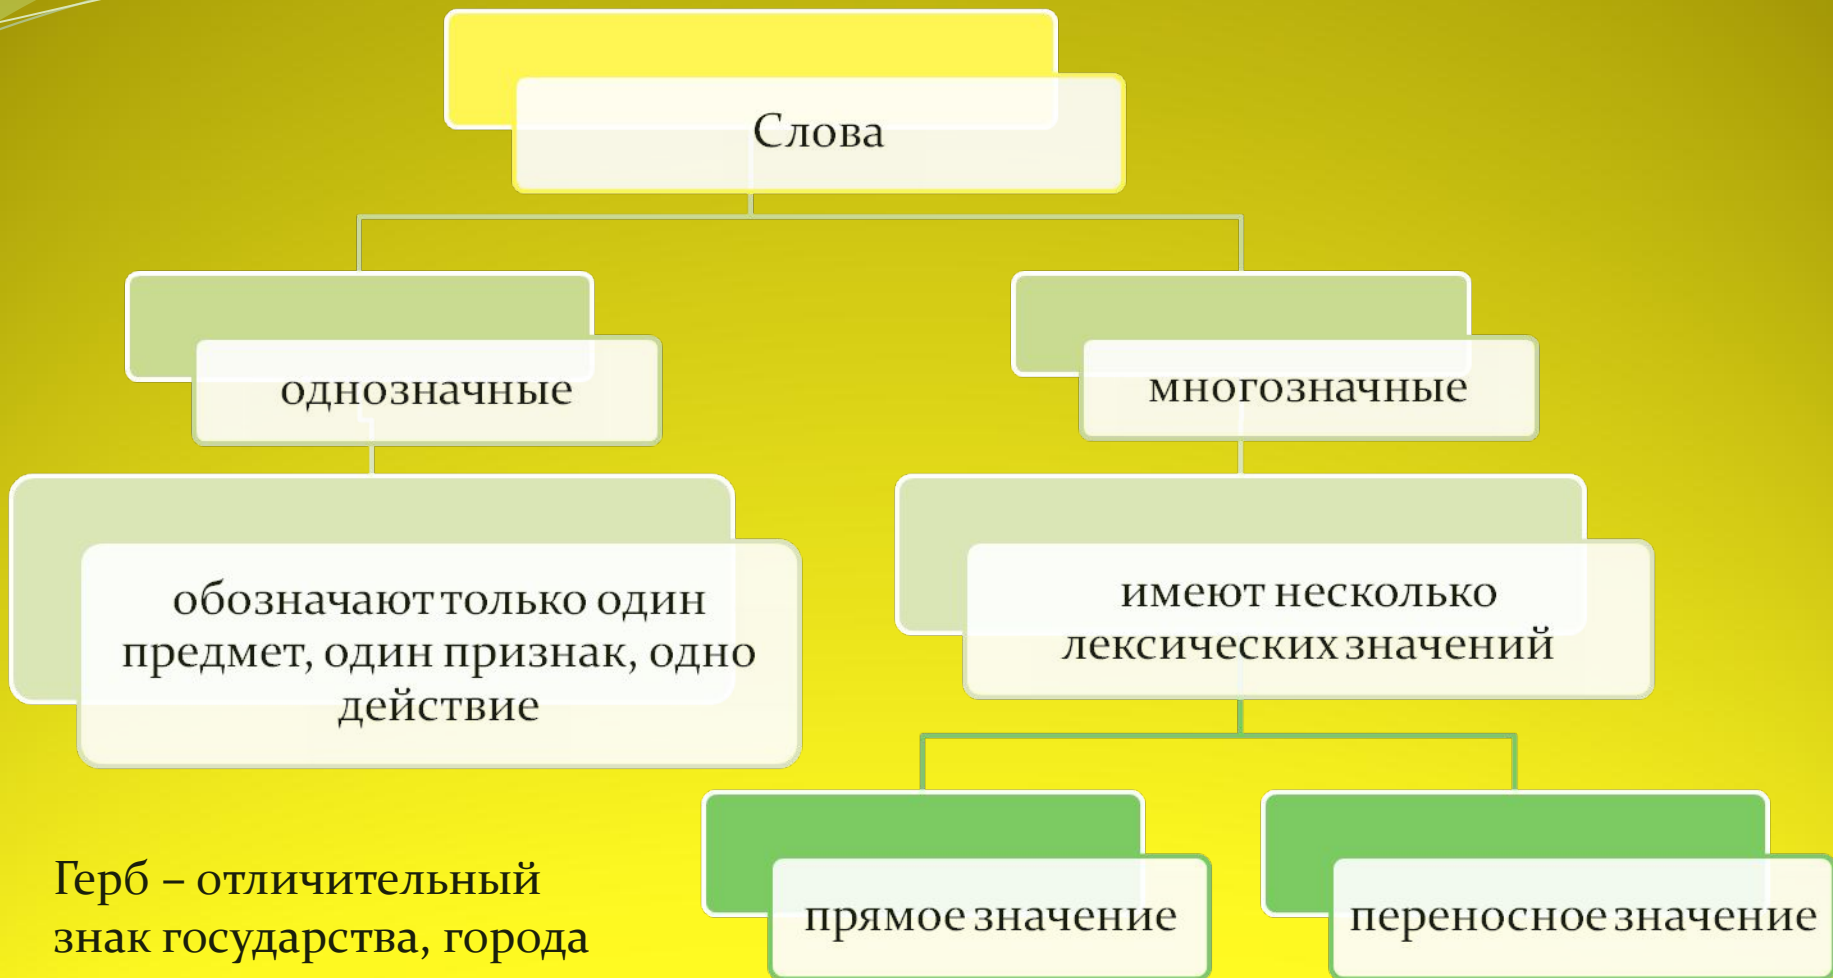 Слова
однозначные
многозначные
обозначают только один
предмет, один признак, одно
действие
имеют несколько
лексических значений
Герб – отличительный
знак государства, города
прямое значение
переносное значение